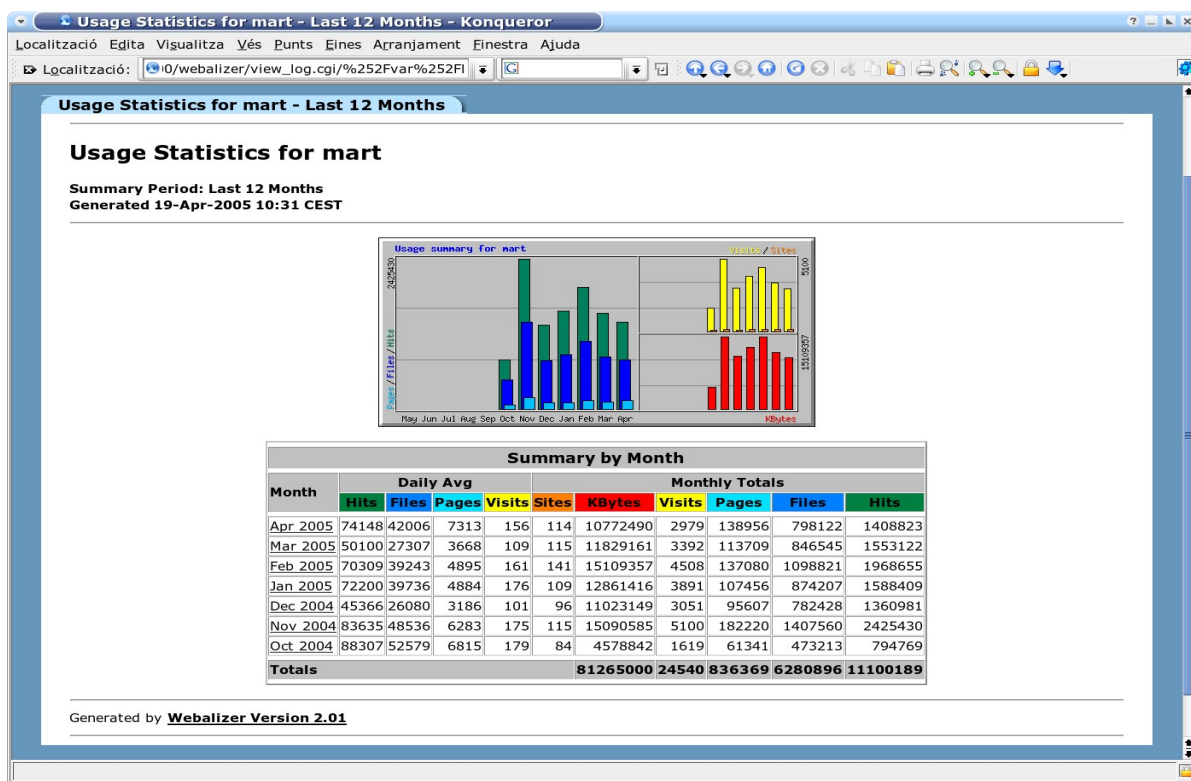 Usage Statistics for mart - Last 12 Months - Konqueror
Localització Edita Visualitza Vés Punts Eines Arranjament Finestra Ajuda
Localització: 0/webalizer/view_log.cgi/%252Fvar%252Fl
Usage Statistics for mart - Last 12 Months
Usage Statistics for mart
Summary Period: Last 12 Months
Generated 19-Apr-2005 10:31 CEST
Usage summary for mart
Visits/Sites
2425430
5100
Pages/Files/Hits
15109357
May Jun Jul Aug Sep Oct Nov Dec Jan Feb Mar Apr
KBytes
Summary by Month
Month Daily Avg Monthly Totals
Hits Files Pages Visits Sites KBytes Visits Pages Files Hits
Apr 2005 74148 42006 7313 156 114 10772490 2979 138956 798122 1408823
Mar 2005 50100 27307 3668 109 115 11829161 3392 113709 846545 1553122
Feb 2005 70309 39243 4895 161 141 15109357 4508 137080 1098821 1968655
Jan 2005 72200 39736 4884 176 109 12861416 3891 107456 874207 1588409
Dec 2004 45366 26080 3186 101 96 11023149 3051 95607 782428 1360981
Nov 2004 83635 48536 6283 175 115 15090585 5100 182220 1407560 2425430
Oct 2004 88307 52579 6815 179 84 4578842 1619 61341 473213 794769
Totals 81265000 24540 836369 6280896 11100189
Generated by Webalizer Version 2.01